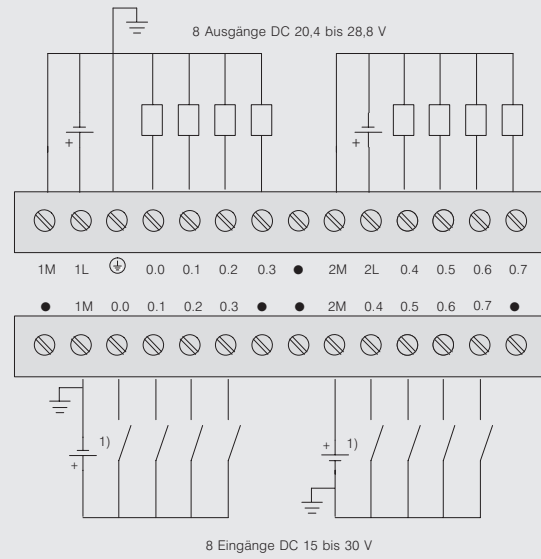 8 Ausgänge DC 20,4 bis 28,8 V
+ +
1M 1L 0.0 0.1 0.2 0.3 ● 2M 2L 0.4 0.5 0.6 0.7
● 1M 0.0 0.1 0.2 0.3 ● ● 2M 0.4 0.5 0.6 0.7 ●
1) + 1)
+
8 Eingänge DC 15 bis 30 V